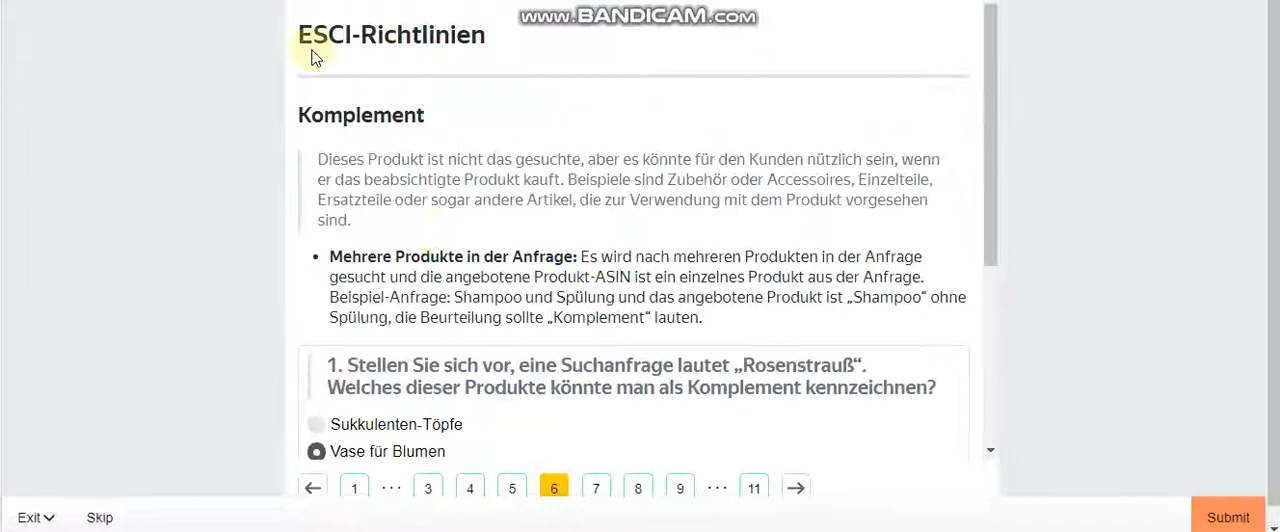 www.BANDICAM.com
ESCI-Richtlinien
Komplement
Dieses Produkt ist nicht das gesuchte, aber es könnte für den Kunden nützlich sein, wenn
er das beabsichtigte Produkt kauft. Beispiele sind Zubehör oder Accessoires, Einzelteile,
Ersatzteile oder sogar andere Artikel, die zur Verwendung mit dem Produkt vorgesehen
sind.
• Mehrere Produkte in der Anfrage: Es wird nach mehreren Produkten in der Anfrage
gesucht und die angebotene Produkt-ASIN ist ein einzelnes Produkt aus der Anfrage.
Beispiel-Anfrage: Shampoo und Spülung und das angebotene Produkt ist „Shampoo“ ohne
Spülung, die Beurteilung sollte „Komplement“ lauten.
1. Stellen Sie sich vor, eine Suchanfrage lautet „Rosenstrauß“.
Welches dieser Produkte könnte man als Komplement kennzeichnen?
Sukkulenten-Töpfe
Vase für Blumen
← 1 ··· 3 4 5 6 7 8 9 ··· 11 →
Exit Skip Submit